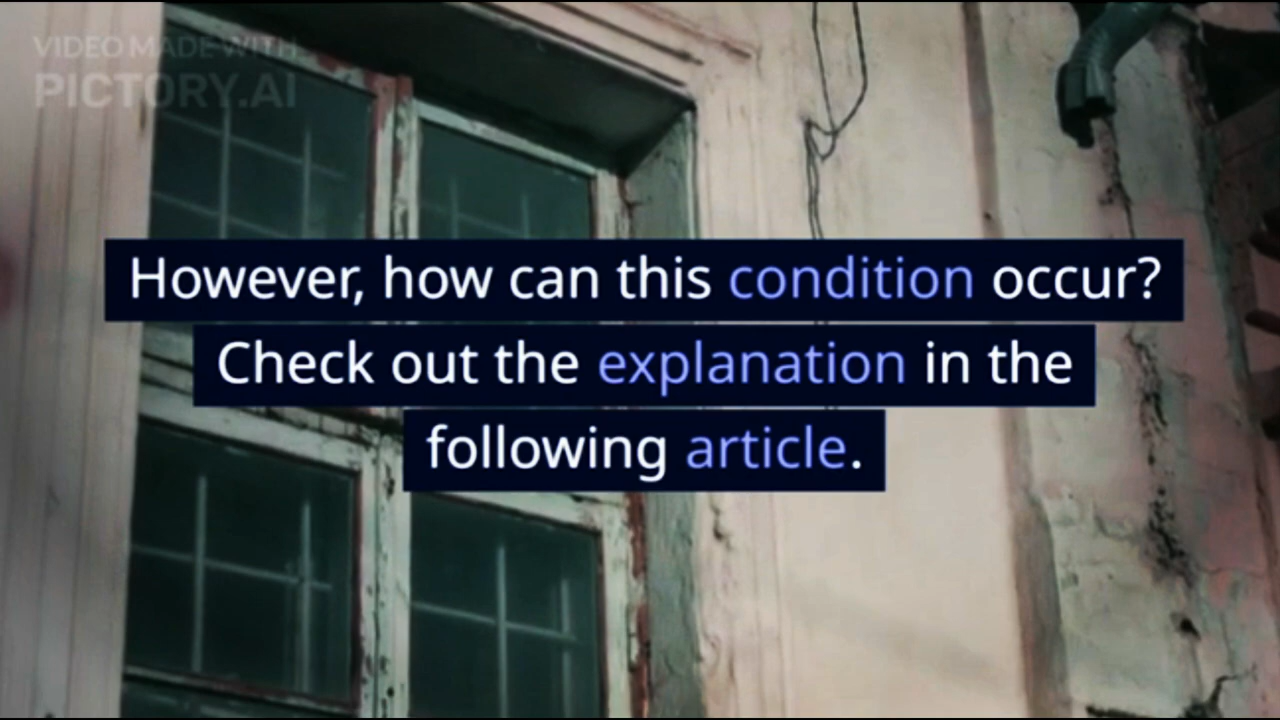 VIDEO MADE WITH
PICTORY.AI
However, how can this condition occur?
Check out the explanation in the
following article.